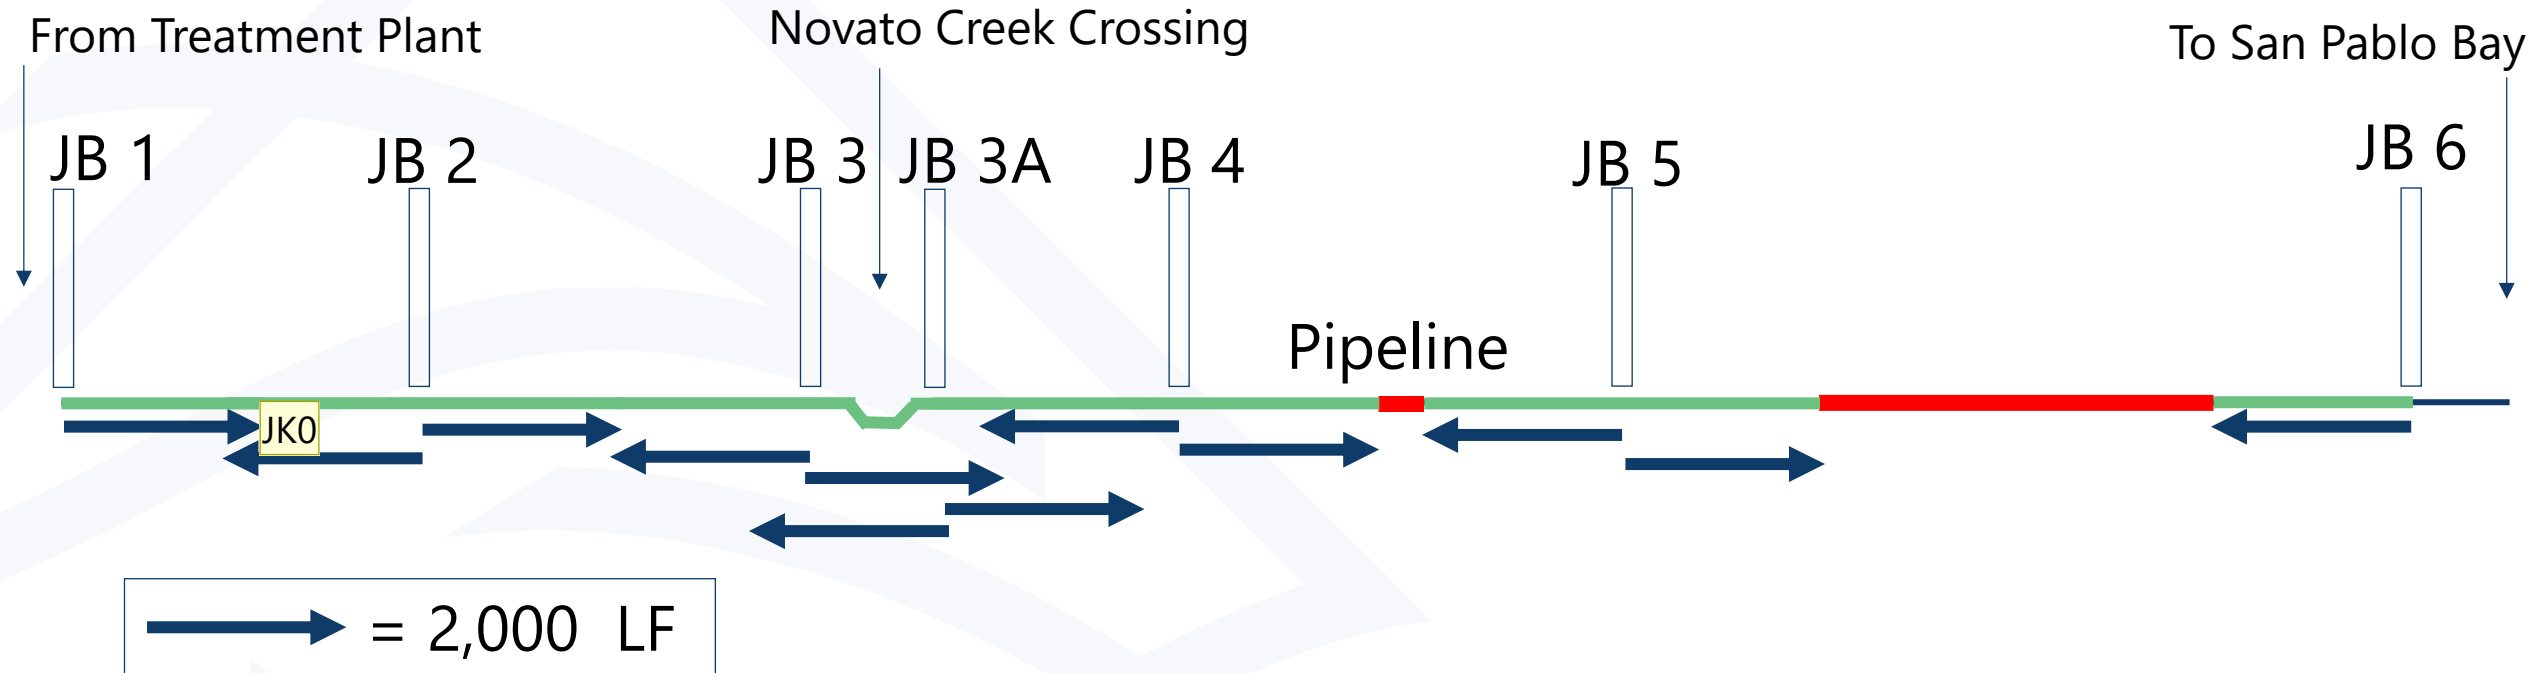 From Treatment Plant
Novato Creek Crossing
To San Pablo Bay
JB 1
JB 2
JB 3
JB 3A
JB 4
JB 5
JB 6
Pipeline
JK0
= 2,000 LF